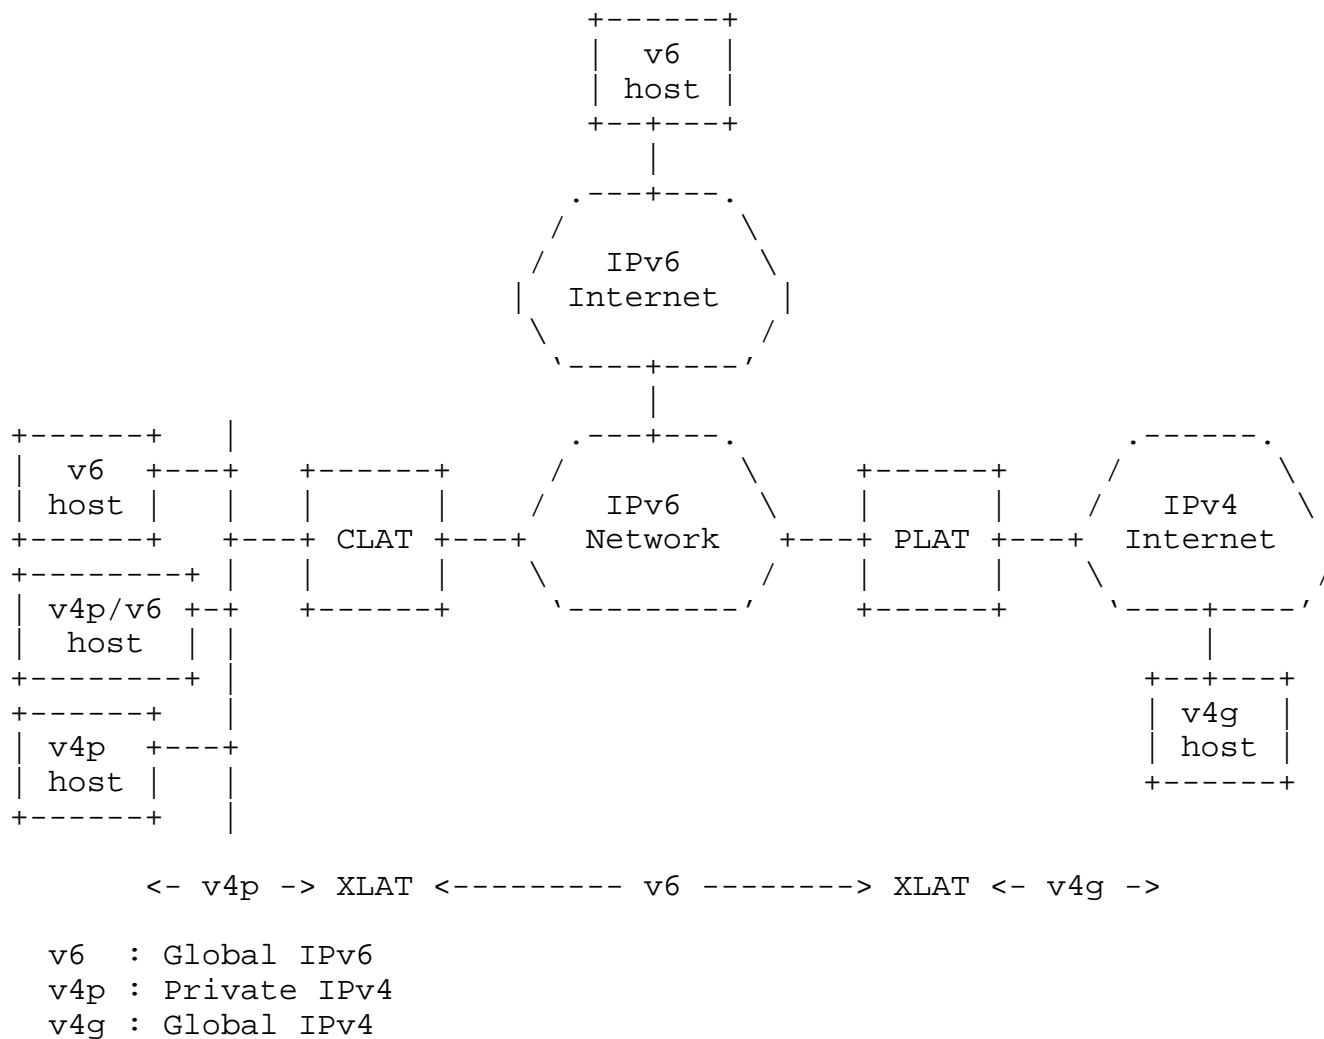 v6
host
IPv6
Internet
v6
host
CLAT
IPv6
Network
PLAT
IPv4
Internet
v4p/v6
host
v4p
host
v4g
host
<- v4p -> XLAT <--------- v6 --------> XLAT <- v4g ->
v6 : Global IPv6
v4p : Private IPv4
v4g : Global IPv4